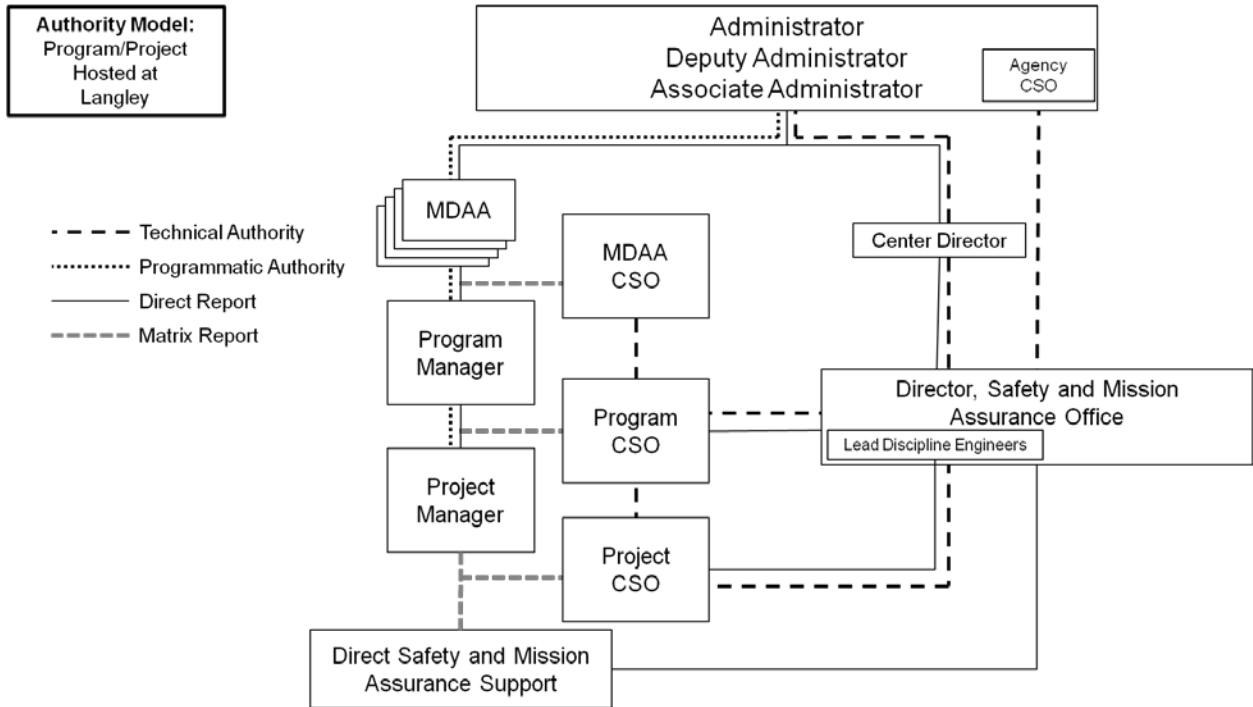 Authority Model:
Program/Project
Hosted at
Langley
Administrator
Deputy Administrator
Associate Administrator
Agency
CSO
MDAA
Technical Authority
Programmatic Authority
Direct Report
Matrix Report
MDAA
CSO
Center Director
Program
Manager
Program
CSO
Director, Safety and Mission
Assurance Office
Lead Discipline Engineers
Project
Manager
Project
CSO
Direct Safety and Mission
Assurance Support